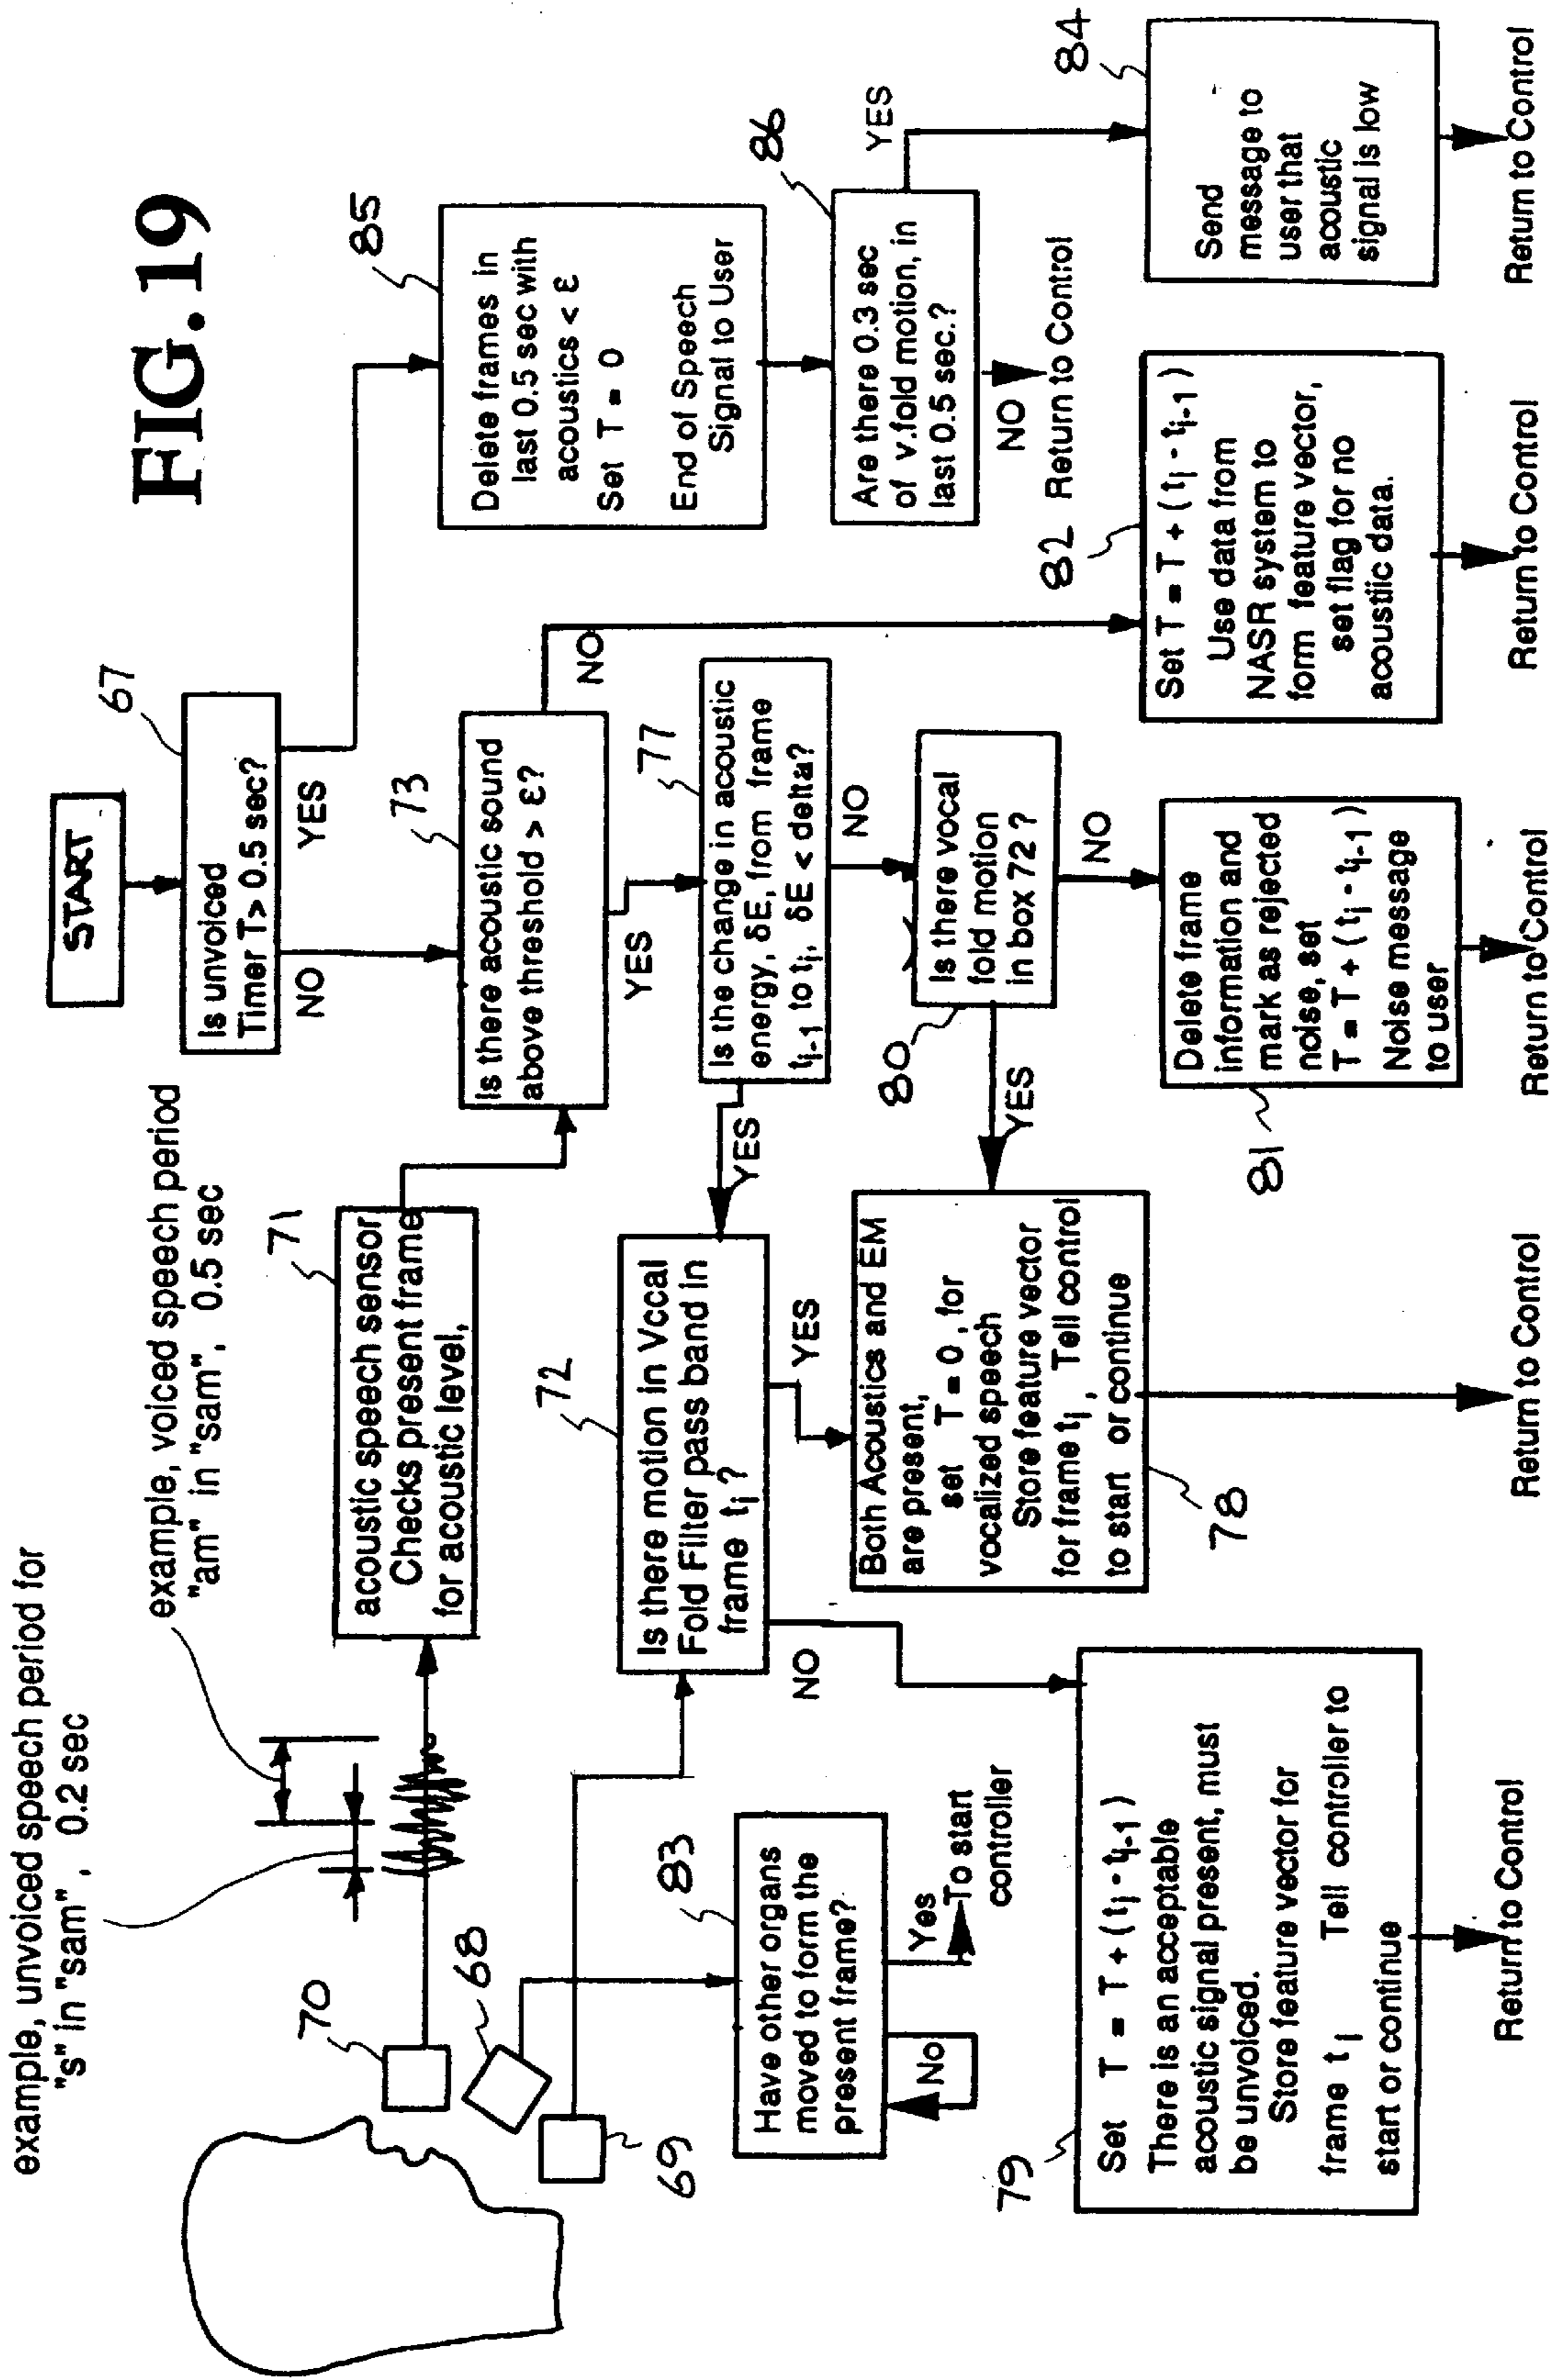 FIG.19
START
67
Is unvoiced
Timer T> 0.5 sec?
NO
YES
example, unvoiced speech period for
"s" in "sam", 0.2 sec
example, voiced speech period
"am" in "sam", 0.5 sec
70
68
69
71
acoustic speech sensor
Checks present frame
for acoustic level,
73
Is there acoustic sound
above threshold > ε?
YES
NO
85
Delete frames in
last 0.5 sec with
acoustics < ε
Set T = 0
End of Speech
Signal to User
86
Are there 0.3 sec
of v.fold motion, in
last 0.5 sec.?
YES
NO
Return to Control
72
Is there motion in Vccal
Fold Filter pass band in
frame ti ?
YES
NO
77
Is the change in acoustic
energy, δE, from frame
ti-1 to ti, δE < delta?
YES
NO
83
Have other organs
moved to form the
present frame?
No
Yes
To start
controller
80
Is there vocal
fold motion
in box 72 ?
YES
NO
79
Set T = T + (ti - ti-1)
There is an acceptable
acoustic signal present, must
be unvoiced.
Store feature vector for
frame ti Tell controller to
start or continue
Return to Control
78
Both Acoustics and EM
are present,
set T = 0, for
vocalized speech
Store feature vector
for frame ti, Tell control
to start or continue
Return to Control
81
Delete frame
information and
mark as rejected
noise, set
T = T + (ti - ti-1)
Noise message
to user
Return to Control
82
Set T = T + (ti - ti-1)
Use data from
NASR system to
form feature vector,
set flag for no
acoustiic data.
Return to Control
84
Send
message to
user that
acoustic
signal is low
Return to Control